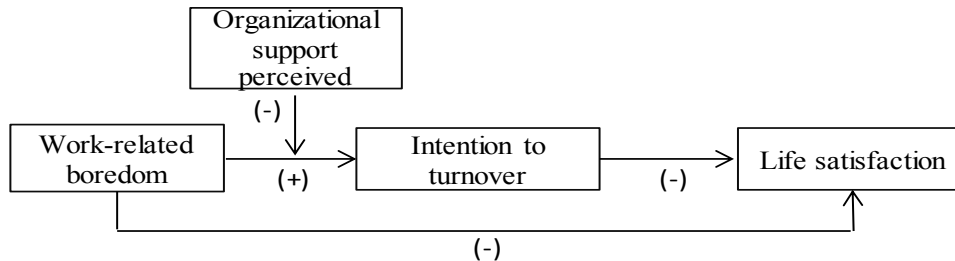 Organizational
support
perceived
(-)
Work-related
boredom
(+)
Intention to
turnover
(-)
Life satisfaction
(-)